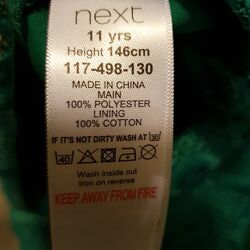 next
11 yrs
Height 146cm
117-498-130
MADE IN CHINA
MAIN
100% POLYESTER
LINING
100% COTTON
IF IT'S NOT DIRTY WASH AT 30
40
Wash inside out
Iron on reverse
KEEP AWAY FROM FIRE